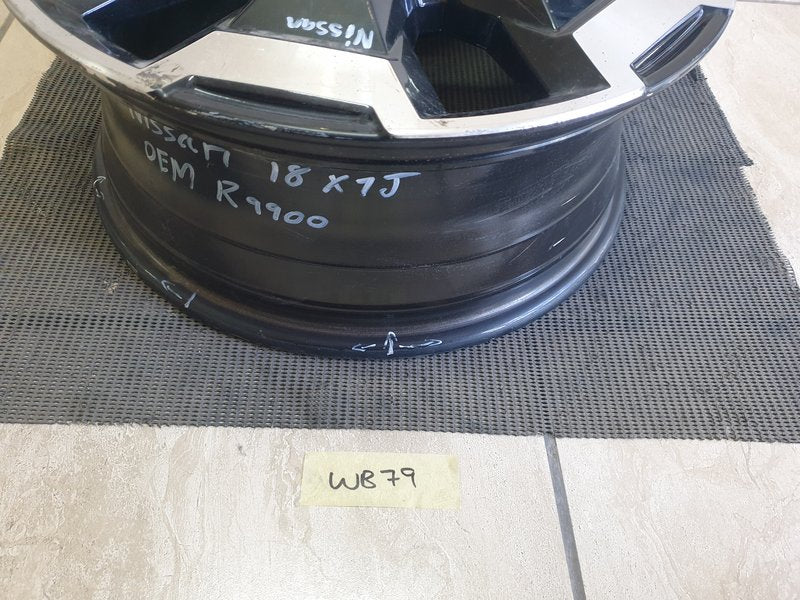 Nissan
Nissan 18 x 7J
OEM R9900
WB79